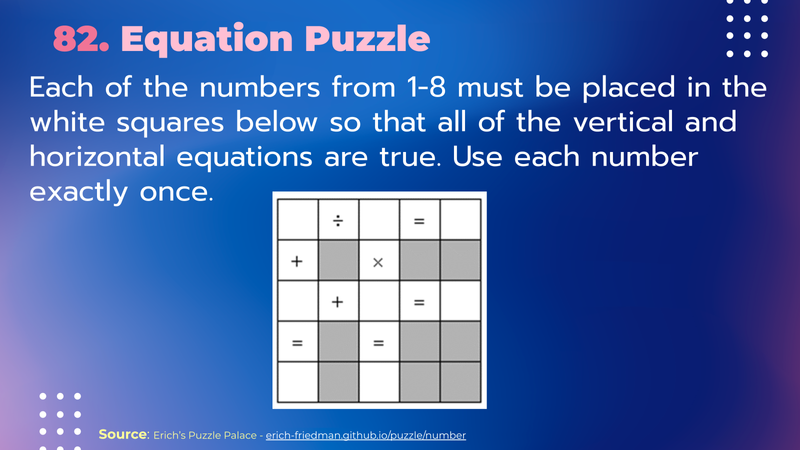 82. Equation Puzzle
Each of the numbers from 1-8 must be placed in the
white squares below so that all of the vertical and
horizontal equations are true. Use each number
exactly once.
÷ =
+ ×
+ =
= =
Source: Erich's Puzzle Palace - erich-friedman.github.io/puzzle/number